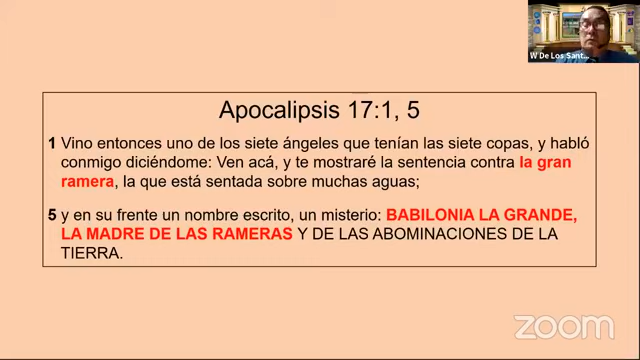 W De Los Sant...
Apocalipsis 17:1, 5
1 Vino entonces uno de los siete ángeles que tenían las siete copas, y habló
conmigo diciéndome: Ven acá, y te mostraré la sentencia contra la gran
ramera, la que está sentada sobre muchas aguas;
5 y en su frente un nombre escrito, un misterio: BABILONIA LA GRANDE,
LA MADRE DE LAS RAMERAS Y DE LAS ABOMINACIONES DE LA
TIERRA.
zoom